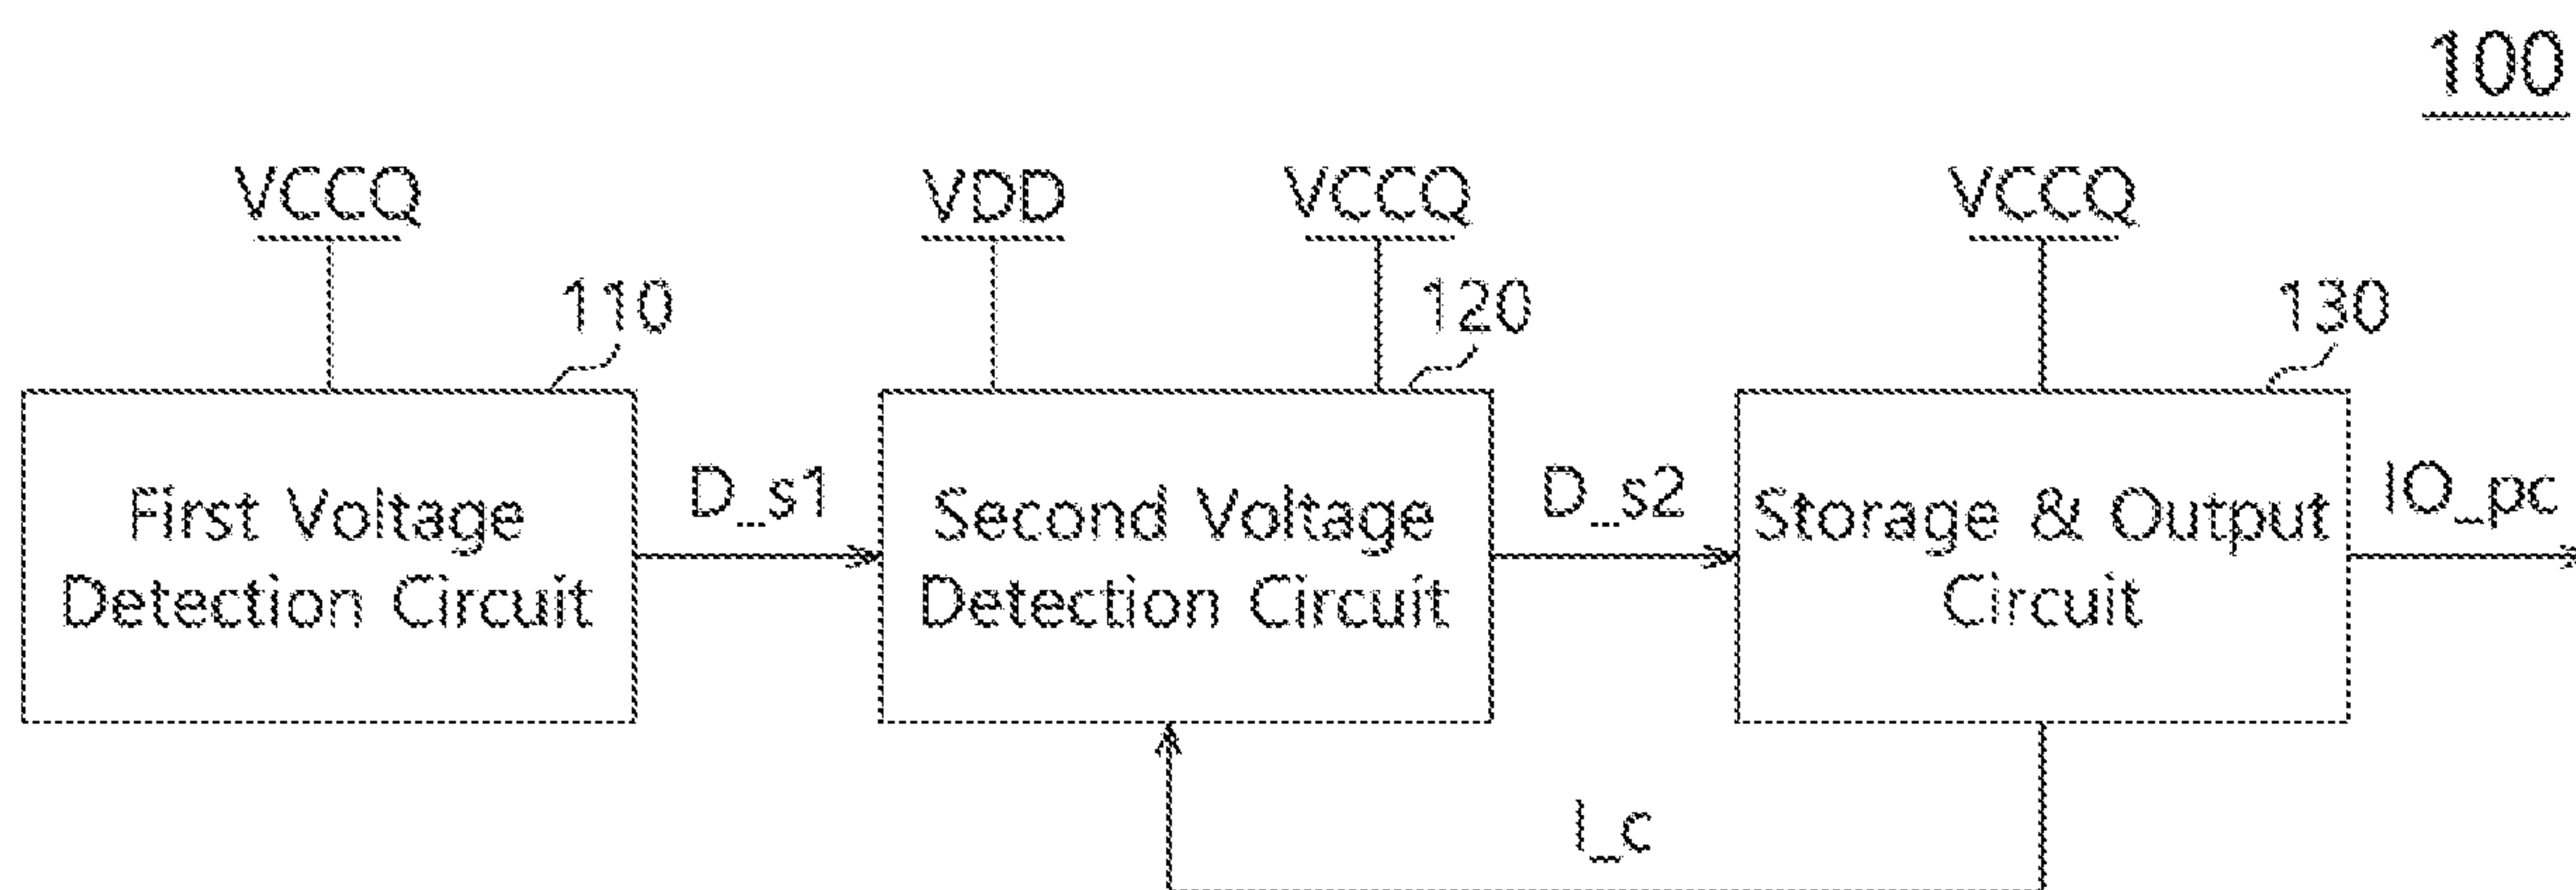 100
VCCQ
VDD
VCCQ
VCCQ
110
120
130
First Voltage
Detection Circuit
D_s1
Second Voltage
Detection Circuit
D_s2
Storage & Output
Circuit
IO_pc
I_c